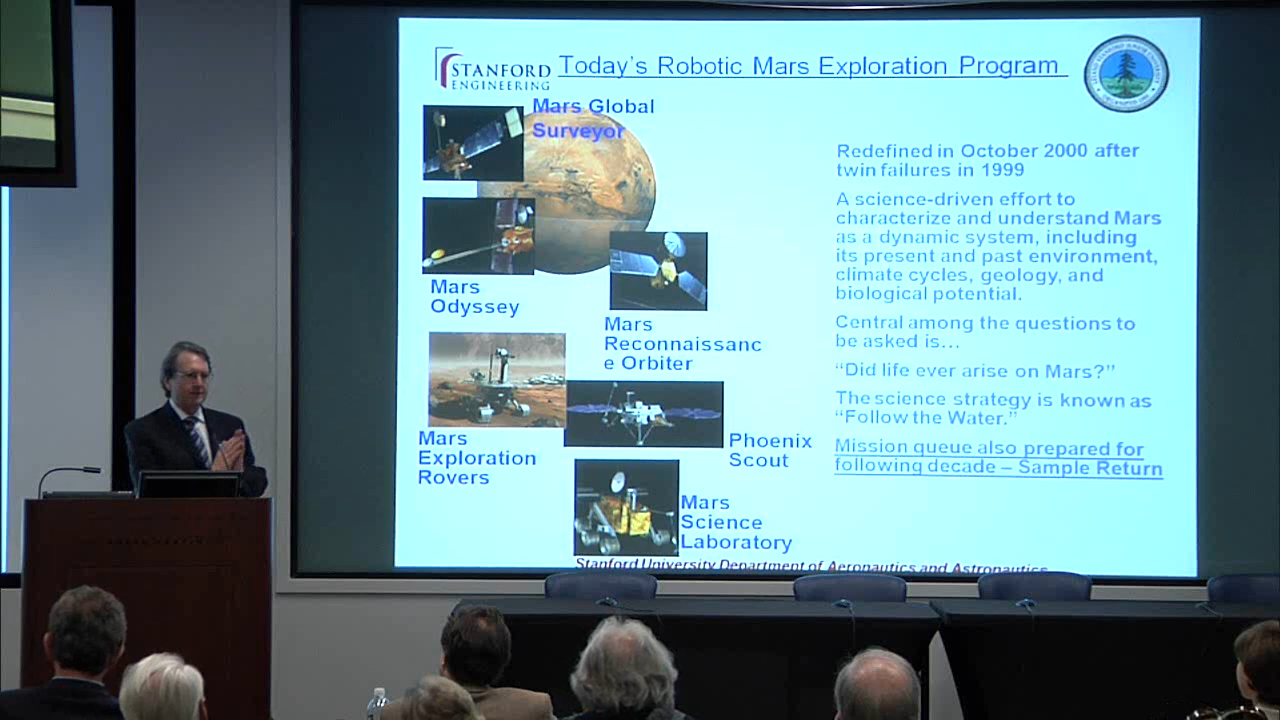 STANFORD
ENGINEERING
Today's Robotic Mars Exploration Program
Mars Global
Surveyor
Mars
Odyssey
Mars
Reconnaissanc
e Orbiter
Mars
Exploration
Rovers
Phoenix
Scout
Mars
Science
Laboratory
Redefined in October 2000 after
twin failures in 1999
A science-driven effort to
characterize and understand Mars
as a dynamic system, including
its present and past environment,
climate cycles, geology, and
biological potential.
Central among the questions to
be asked is…
“Did life ever arise on Mars?”
The science strategy is known as
“Follow the Water.”
Mission queue also prepared for
following decade – Sample Return
Stanford University Department of Aeronautics and Astronautics